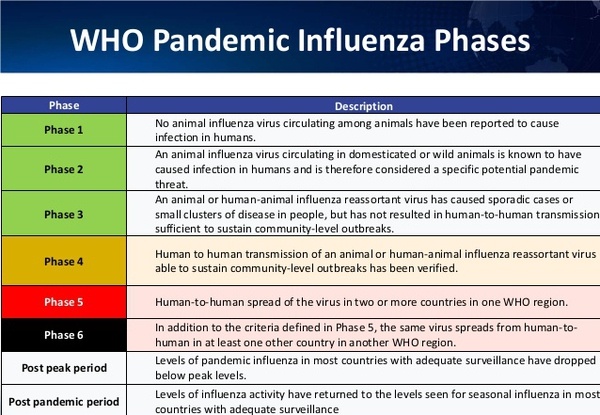 WHO Pandemic Influenza Phases
Phase Description
Phase 1
No animal influenza virus circulating among animals have been reported to cause
infection in humans.
Phase 2
An animal influenza virus circulating in domesticated or wild animals is known to have
caused infection in humans and is therefore considered a specific potential pandemic
threat.
Phase 3
An animal or human-animal influenza reassortant virus has caused sporadic cases or
small clusters of disease in people, but has not resulted in human-to-human transmission
sufficient to sustain community-level outbreaks.
Phase 4
Human to human transmission of an animal or human-animal influenza reassortant virus
able to sustain community-level outbreaks has been verified.
Phase 5
Human-to-human spread of the virus in two or more countries in one WHO region.
Phase 6
In addition to the criteria defined in Phase 5, the same virus spreads from human-to-
human in at least one other country in another WHO region.
Post peak period
Levels of pandemic influenza in most countries with adequate surveillance have dropped
below peak levels.
Post pandemic period
Levels of influenza activity have returned to the levels seen for seasonal influenza in most
countries with adequate surveillance